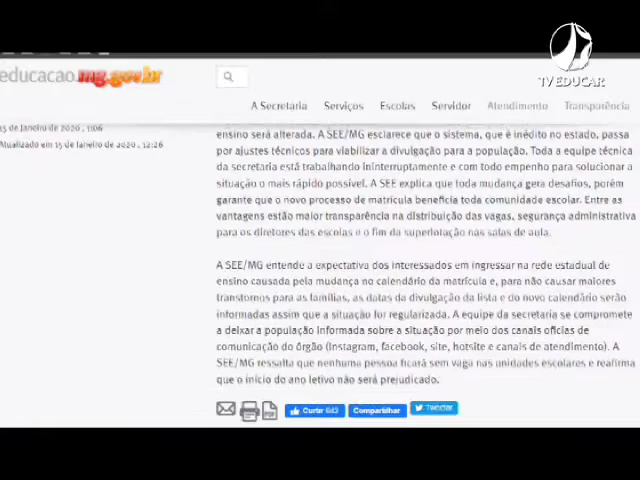 TV EDUCAR
educacao.mg.gov.br
A Secretaria Serviços Escolas Servidor Atendimento Transparência
15 de Janeiro de 2020 , 11:06
Atualizado em 15 de Janeiro de 2020 , 12:26
ensino será alterada. A SEE/MG esclarece que o sistema, que é inédito no estado, passa
por ajustes técnicos para viabilizar a divulgação para a população. Toda a equipe técnica
da secretaria está trabalhando ininterruptamente e com todo empenho para solucionar a
situação o mais rápido possível. A SEE explica que toda mudança gera desafios, porém
garante que o novo processo de matrícula beneficia toda comunidade escolar. Entre as
vantagens estão maior transparência na distribuição das vagas, segurança administrativa
para os diretores das escolas e o fim da superlotação nas salas de aula.
A SEE/MG entende a expectativa dos interessados em ingressar na rede estadual de
ensino causada pela mudança no calendário da matrícula e, para não causar maiores
transtornos para as famílias, as datas da divulgação da lista e do novo calendário serão
informadas assim que a situação for regularizada. A equipe da secretaria se compromete
a deixar a população informada sobre a situação por meio dos canais oficias de
comunicação do órgão (Instagram, facebook, site, hotsite e canais de atendimento). A
SEE/MG ressalta que nenhuma pessoa ficará sem vaga nas unidades escolares e reafirma
que o início do ano letivo não será prejudicado.
Curtir 643 Compartilhar Tweetar